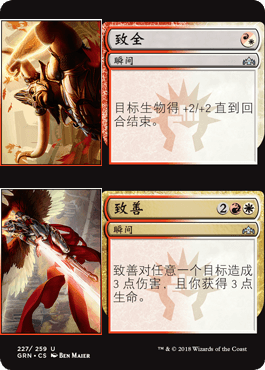 致全
瞬间
目标生物得+2/+2直到回
合结束。
致善 2
瞬间
致善对任意一个目标造成
3点伤害，且你获得3点
生命。
227/259 U
GRN • CS BEN MAIER
™ & © 2018 Wizards of the Coast